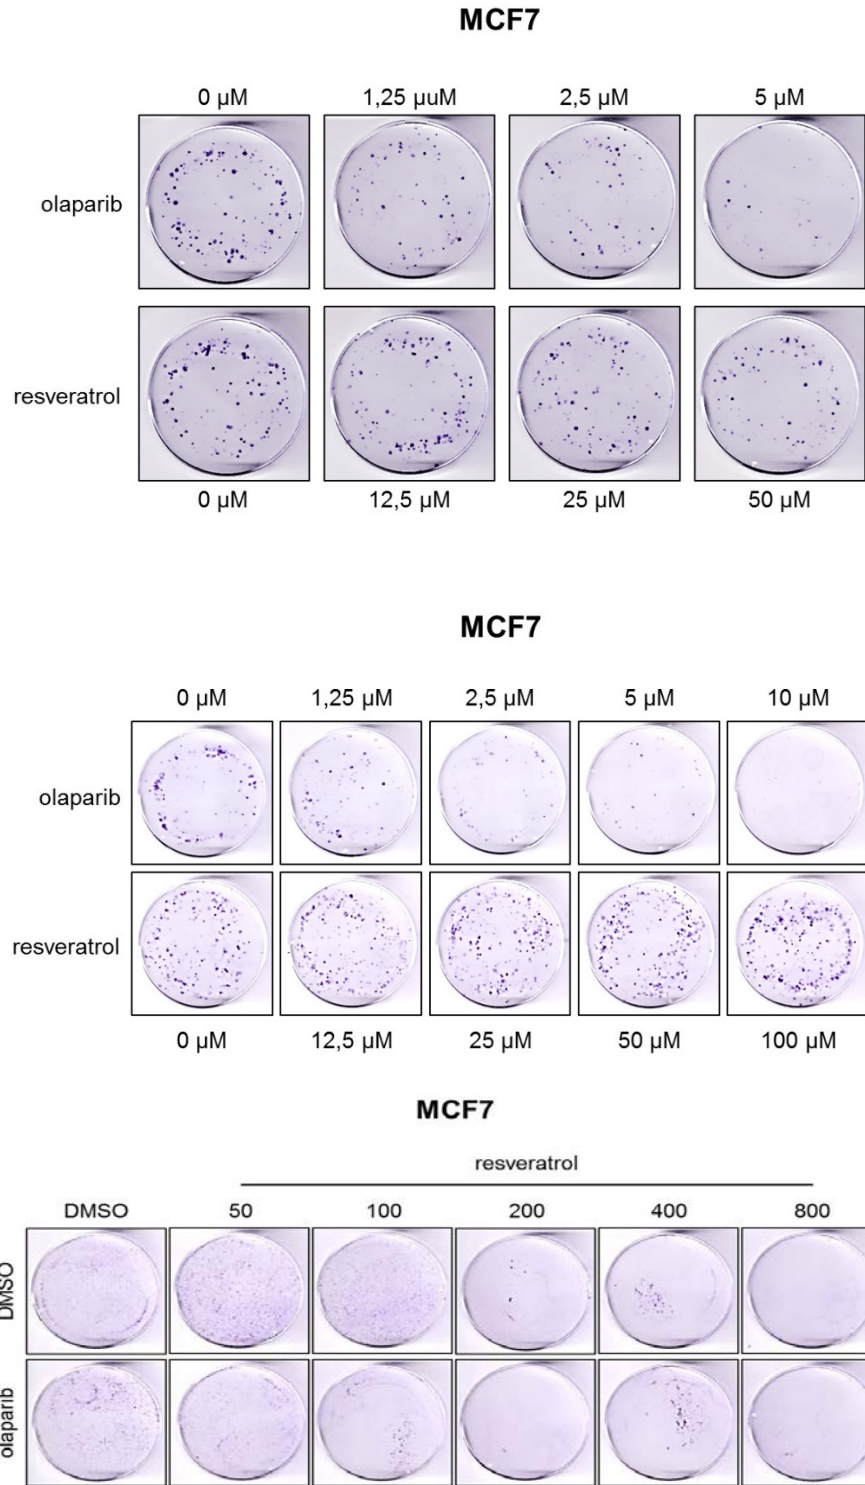 MCF7
0 µM 1,25 µuM 2,5 µM 5 µM
olaparib
resveratrol
0 µM 12,5 µM 25 µM 50 µM
MCF7
0 µM 1,25 µM 2,5 µM 5 µM 10 µM
olaparib
resveratrol
0 µM 12,5 µM 25 µM 50 µM 100 µM
MCF7
resveratrol
DMSO 50 100 200 400 800
DMSO
olaparib